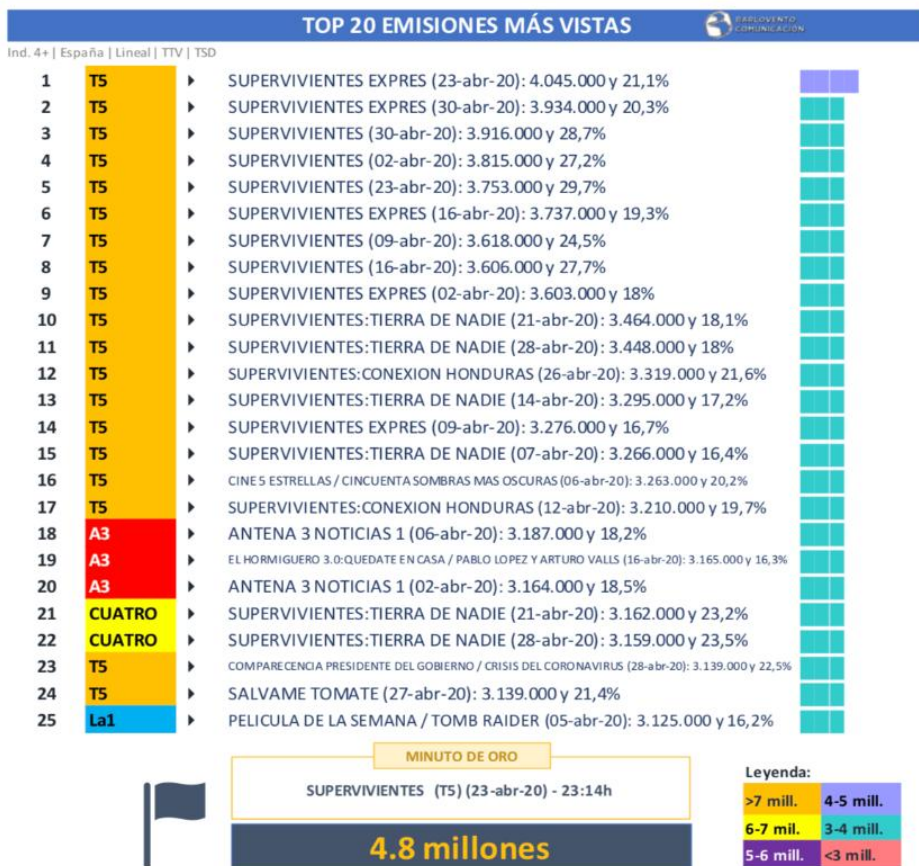 TOP 20 EMISIONES MÁS VISTAS
BARLOVENTO
COMUNICACIÓN
Ind. 4+ | España | Lineal | TTV | TSD
1 T5 SUPERVIVIENTES EXPRES (23-abr-20): 4.045.000 y 21,1%
2 T5 SUPERVIVIENTES EXPRES (30-abr-20): 3.934.000 y 20,3%
3 T5 SUPERVIVIENTES (30-abr-20): 3.916.000 y 28,7%
4 T5 SUPERVIVIENTES (02-abr-20): 3.815.000 y 27,2%
5 T5 SUPERVIVIENTES (23-abr-20): 3.753.000 y 29,7%
6 T5 SUPERVIVIENTES EXPRES (16-abr-20): 3.737.000 y 19,3%
7 T5 SUPERVIVIENTES (09-abr-20): 3.618.000 y 24,5%
8 T5 SUPERVIVIENTES (16-abr-20): 3.606.000 y 27,7%
9 T5 SUPERVIVIENTES EXPRES (02-abr-20): 3.603.000 y 18%
10 T5 SUPERVIVIENTES:TIERRA DE NADIE (21-abr-20): 3.464.000 y 18,1%
11 T5 SUPERVIVIENTES:TIERRA DE NADIE (28-abr-20): 3.448.000 y 18%
12 T5 SUPERVIVIENTES:CONEXION HONDURAS (26-abr-20): 3.319.000 y 21,6%
13 T5 SUPERVIVIENTES:TIERRA DE NADIE (14-abr-20): 3.295.000 y 17,2%
14 T5 SUPERVIVIENTES EXPRES (09-abr-20): 3.276.000 y 16,7%
15 T5 SUPERVIVIENTES:TIERRA DE NADIE (07-abr-20): 3.266.000 y 16,4%
16 T5 CINE 5 ESTRELLAS / CINCUENTA SOMBRAS MAS OSCURAS (06-abr-20): 3.263.000 y 20,2%
17 T5 SUPERVIVIENTES:CONEXION HONDURAS (12-abr-20): 3.210.000 y 19,7%
18 A3 ANTENA 3 NOTICIAS 1 (06-abr-20): 3.187.000 y 18,2%
19 A3 EL HORMIGUERO 3.0:QUEDATE EN CASA / PABLO LOPEZ Y ARTURO VALLS (16-abr-20): 3.165.000 y 16,3%
20 A3 ANTENA 3 NOTICIAS 1 (02-abr-20): 3.164.000 y 18,5%
21 CUATRO SUPERVIVIENTES:TIERRA DE NADIE (21-abr-20): 3.162.000 y 23,2%
22 CUATRO SUPERVIVIENTES:TIERRA DE NADIE (28-abr-20): 3.159.000 y 23,5%
23 T5 COMPARECENCIA PRESIDENTE DEL GOBIERNO / CRISIS DEL CORONAVIRUS (28-abr-20): 3.139.000 y 22,5%
24 T5 SALVAME TOMATE (27-abr-20): 3.139.000 y 21,4%
25 La1 PELICULA DE LA SEMANA / TOMB RAIDER (05-abr-20): 3.125.000 y 16,2%
MINUTO DE ORO
SUPERVIVIENTES (T5) (23-abr-20) - 23:14h
4.8 millones
Leyenda:
>7 mill. 4-5 mill.
6-7 mil. 3-4 mill.
5-6 mill. <3 mill.